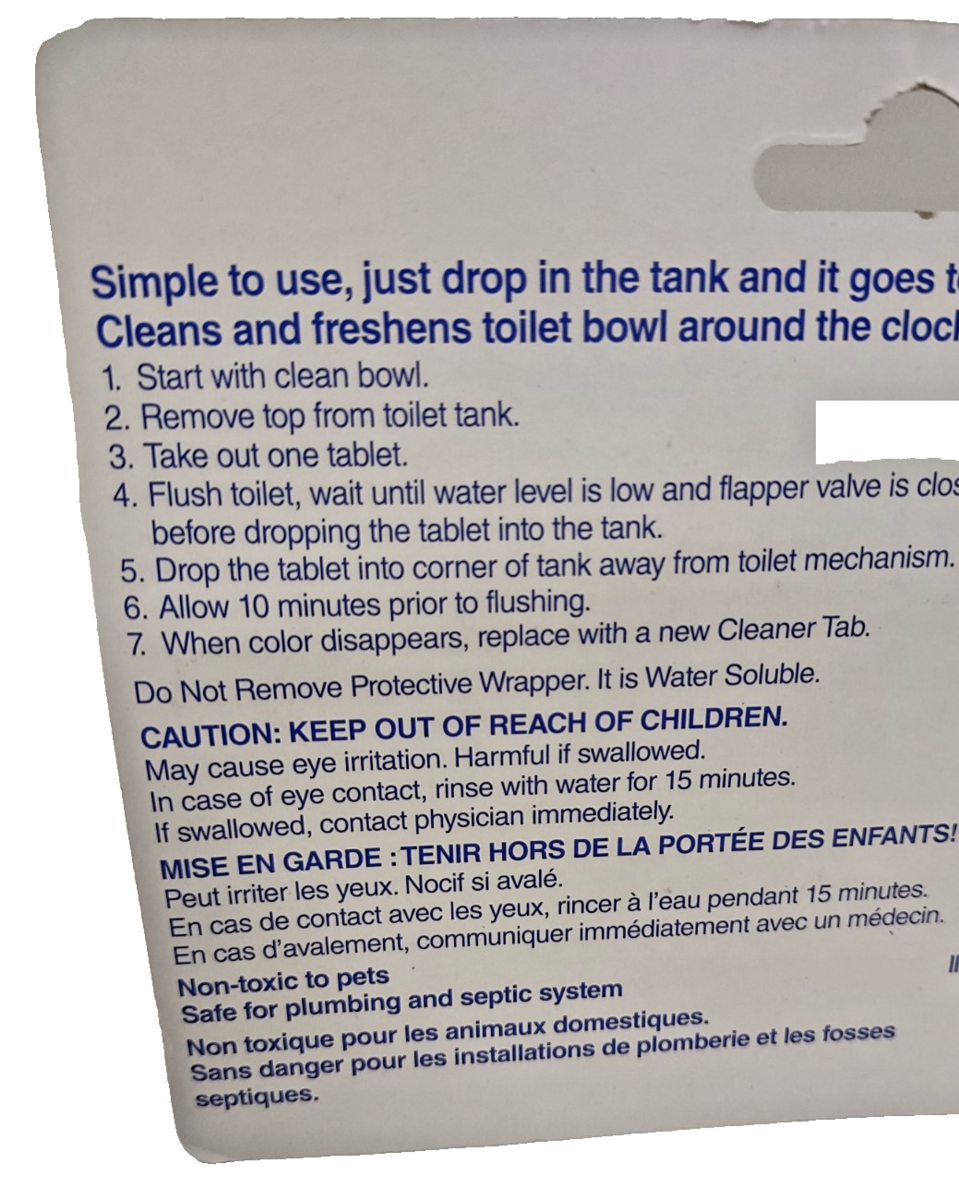 Simple to use, just drop in the tank and it goes
Cleans and freshens toilet bowl around the
1. Start with clean bowl.
2. Remove top from toilet tank.
3. Take out one tablet.
4. Flush toilet, wait until water level is low and flapper valve is
before dropping the tablet into the tank.
5. Drop the tablet into corner of tank away from toilet mechanism.
6. Allow 10 minutes prior to flushing.
7. When color disappears, replace with a new Cleaner Tab.
Do Not Remove Protective Wrapper. It is Water Soluble.
CAUTION: KEEP OUT OF REACH OF CHILDREN.
May cause eye irritation. Harmful if swallowed.
In case of eye contact, rinse with water for 15 minutes.
If swallowed, contact physician immediately.
MISE EN GARDE : TENIR HORS DE LA PORTÉE DES ENFANTS!
Peut irriter les yeux. Nocif si avalé.
En cas de contact avec les yeux, rincer à l'eau pendant 15 minutes.
En cas d'avalement, communiquer immédiatement avec un médecin.
Non-toxic to pets
Safe for plumbing and septic system
Non toxique pour les animaux domestiques.
Sans danger pour les installations de plomberie et les fosses
septiques.